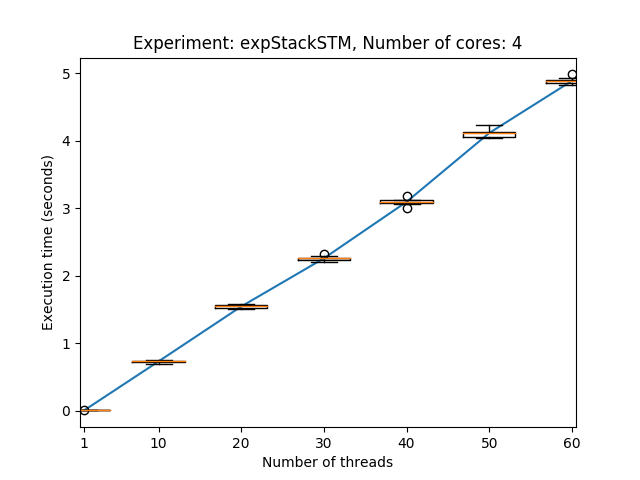 Experiment: expStackSTM, Number of cores: 4
Execution time (seconds)
5
4
3
2
1
0
1 10 20 30 40 50 60
Number of threads